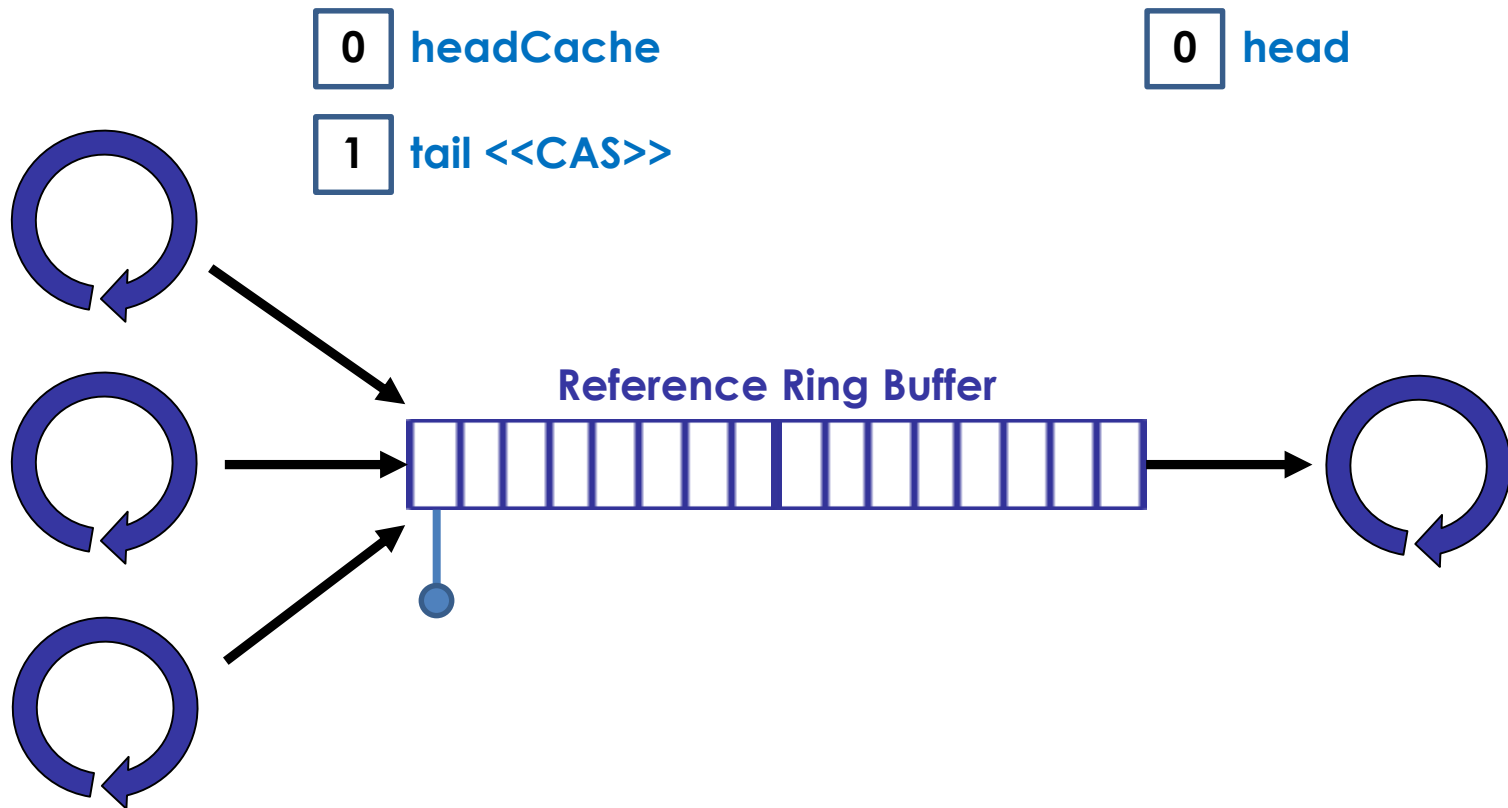 0 headCache
0 head
1 tail <<CAS>>
Reference Ring Buffer